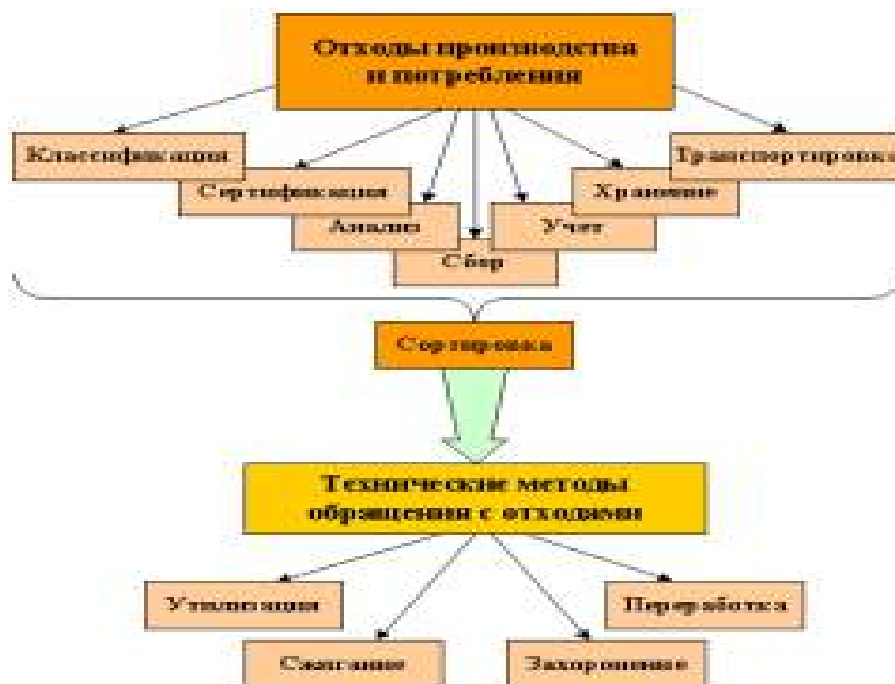 Отходы производства
и потребления
Классификация
Транспортировка
Сертификация
Хранение
Анализ
Учет
Сбор
Сортировка
Технические методы
обращения с отходами
Утилизация
Переработка
Сжигание
Захоронение